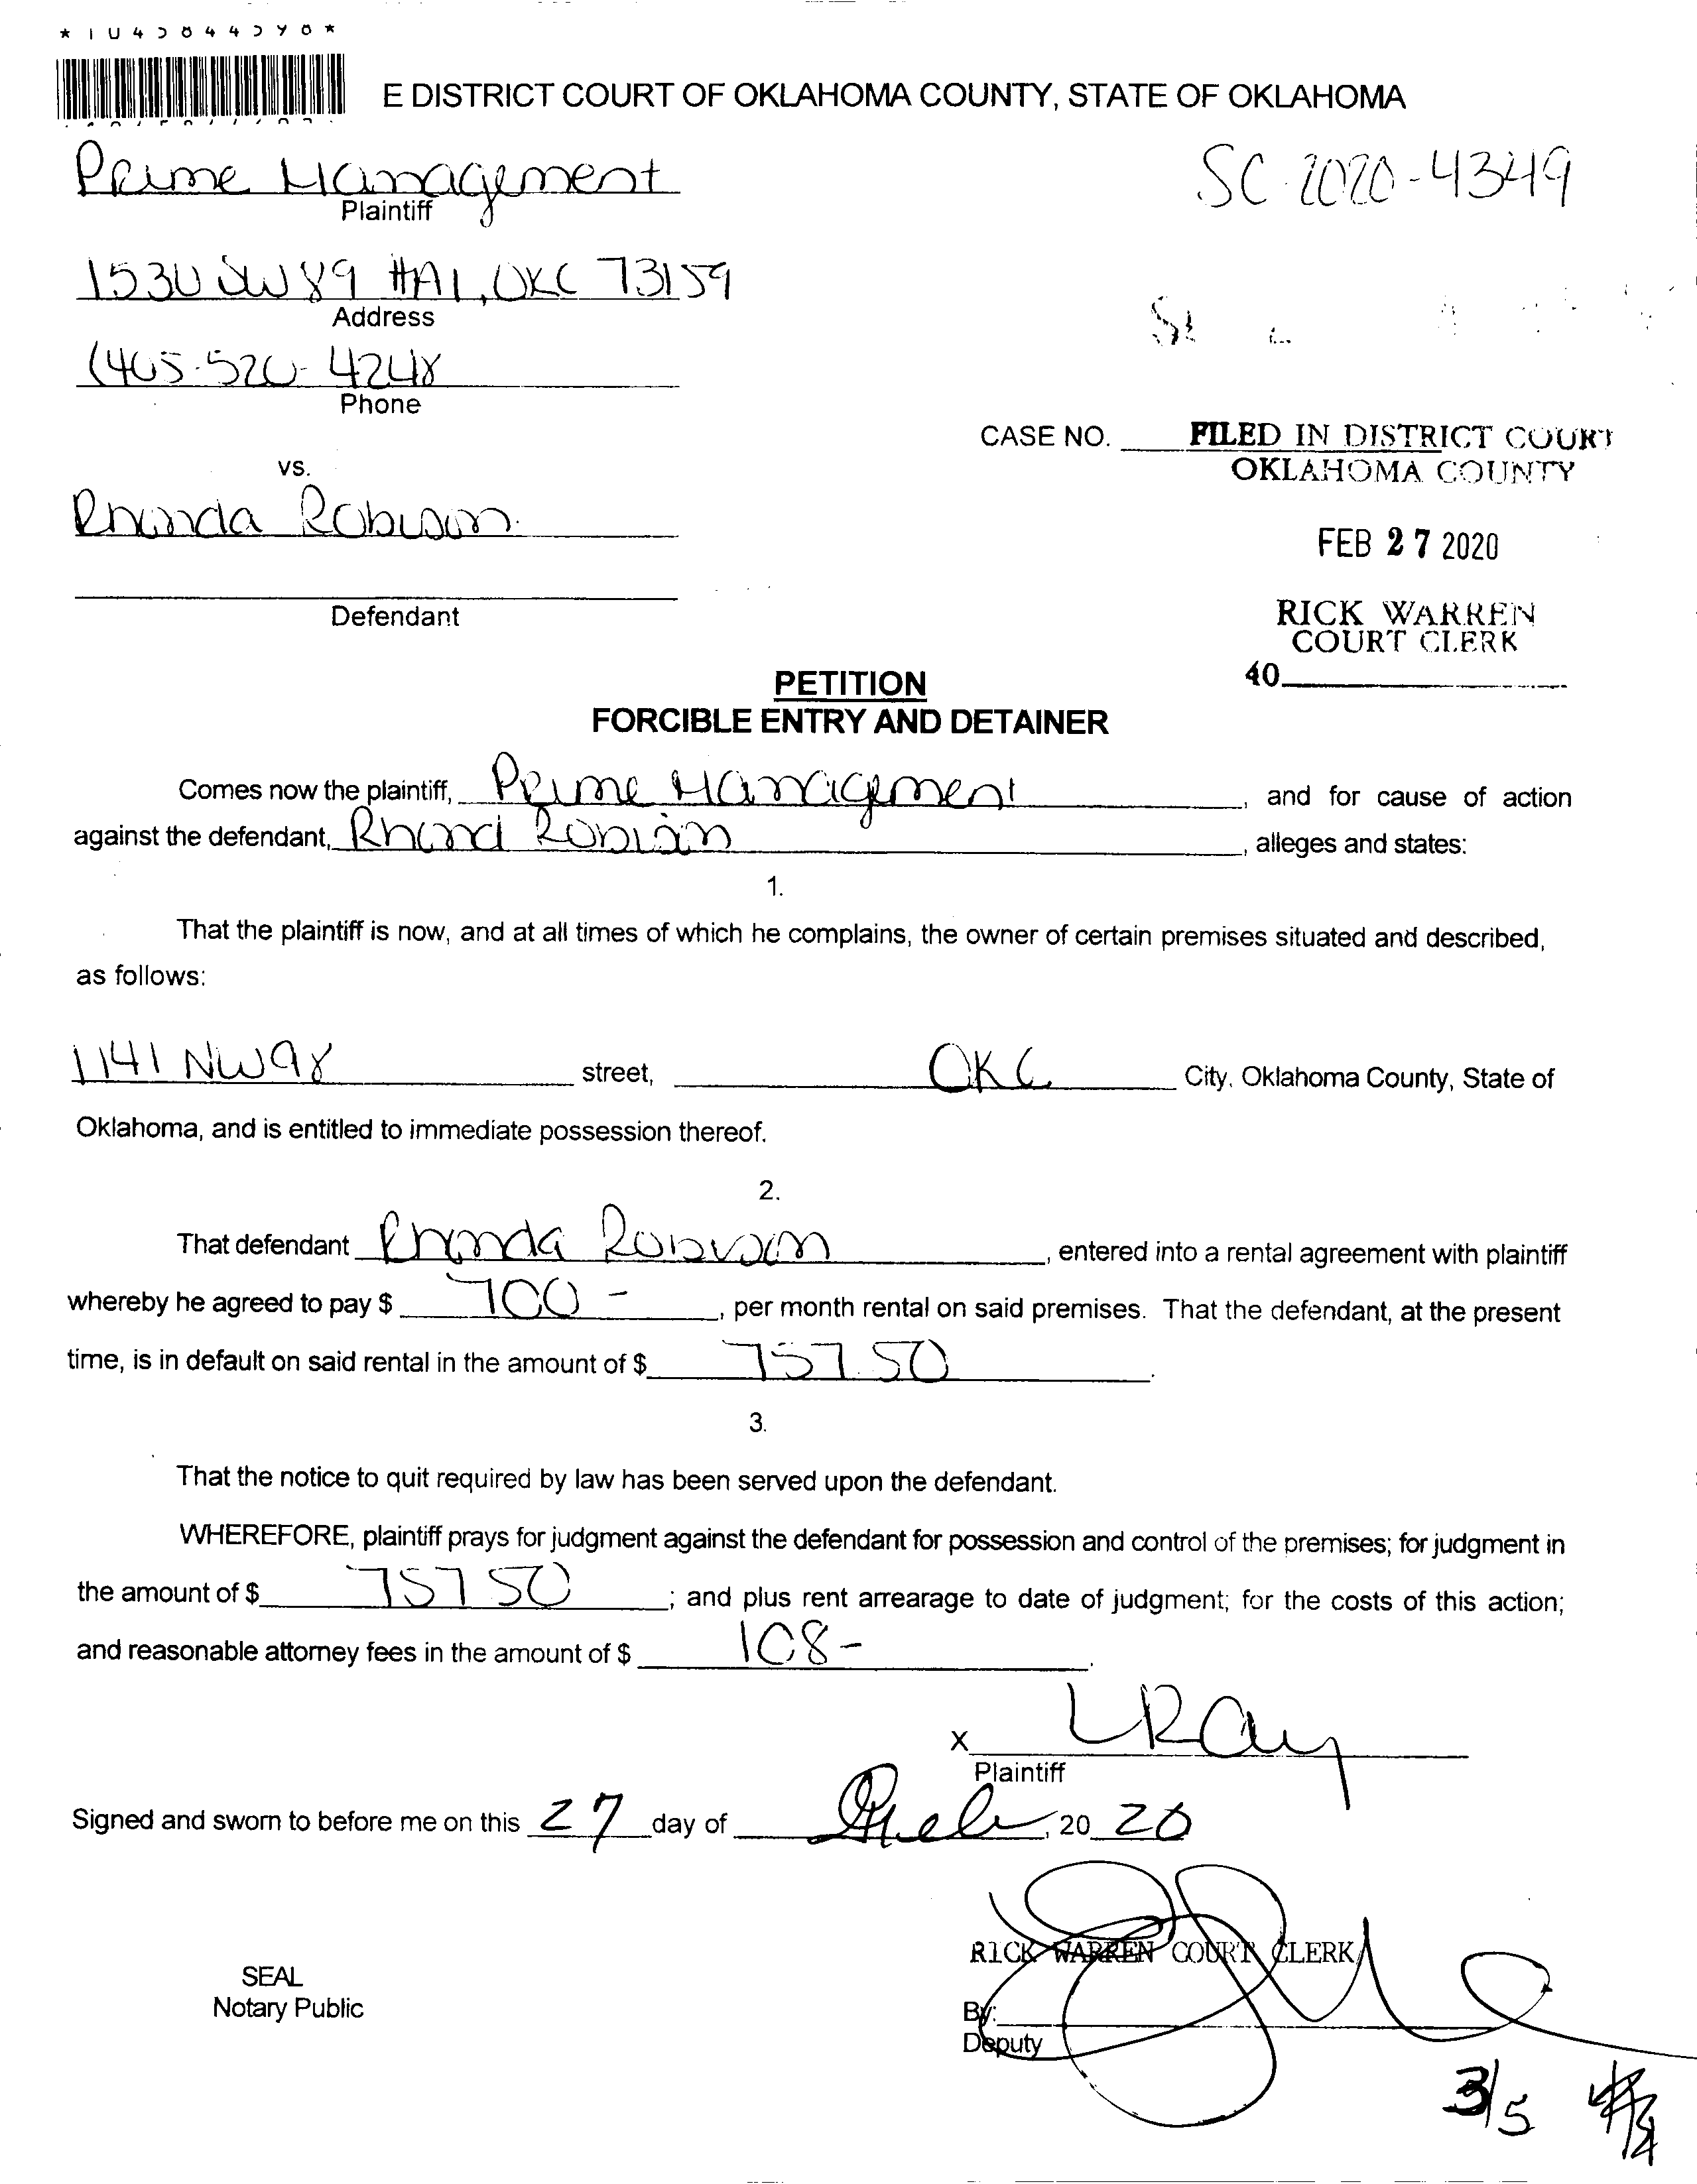 E DISTRICT COURT OF OKLAHOMA COUNTY, STATE OF OKLAHOMA
Prime Management
Plaintiff
SC-2020-4349
1530 SW 89 #A1, OKC 73159
Address
(405-520-4248
Phone
CASE NO.
FILED IN DISTRICT COURT
OKLAHOMA COUNTY
vs.
Rhonda Robison
FEB 27 2020
Defendant
RICK WARREN
COURT CLERK
40
PETITION
FORCIBLE ENTRY AND DETAINER
Comes now the plaintiff, Prime Management, and for cause of action
against the defendant, Rhond Robison, alleges and states:
1.
That the plaintiff is now, and at all times of which he complains, the owner of certain premises situated and described,
as follows:
1141 NW 98 street, OKC City, Oklahoma County, State of
Oklahoma, and is entitled to immediate possession thereof.
2.
That defendant Rhonda Robison, entered into a rental agreement with plaintiff
whereby he agreed to pay $ 700 -, per month rental on said premises. That the defendant, at the present
time, is in default on said rental in the amount of $ 757.50.
3.
That the notice to quit required by law has been served upon the defendant.
WHEREFORE, plaintiff prays for judgment against the defendant for possession and control of the premises; for judgment in
the amount of $ 757 50; and plus rent arrearage to date of judgment; for the costs of this action;
and reasonable attorney fees in the amount of $ 108-.
X LRay
Plaintiff
Signed and sworn to before me on this 27 day of Feb, 20 20
RICK WARREN COURT CLERK
SEAL
Notary Public
By:
Deputy
3/5